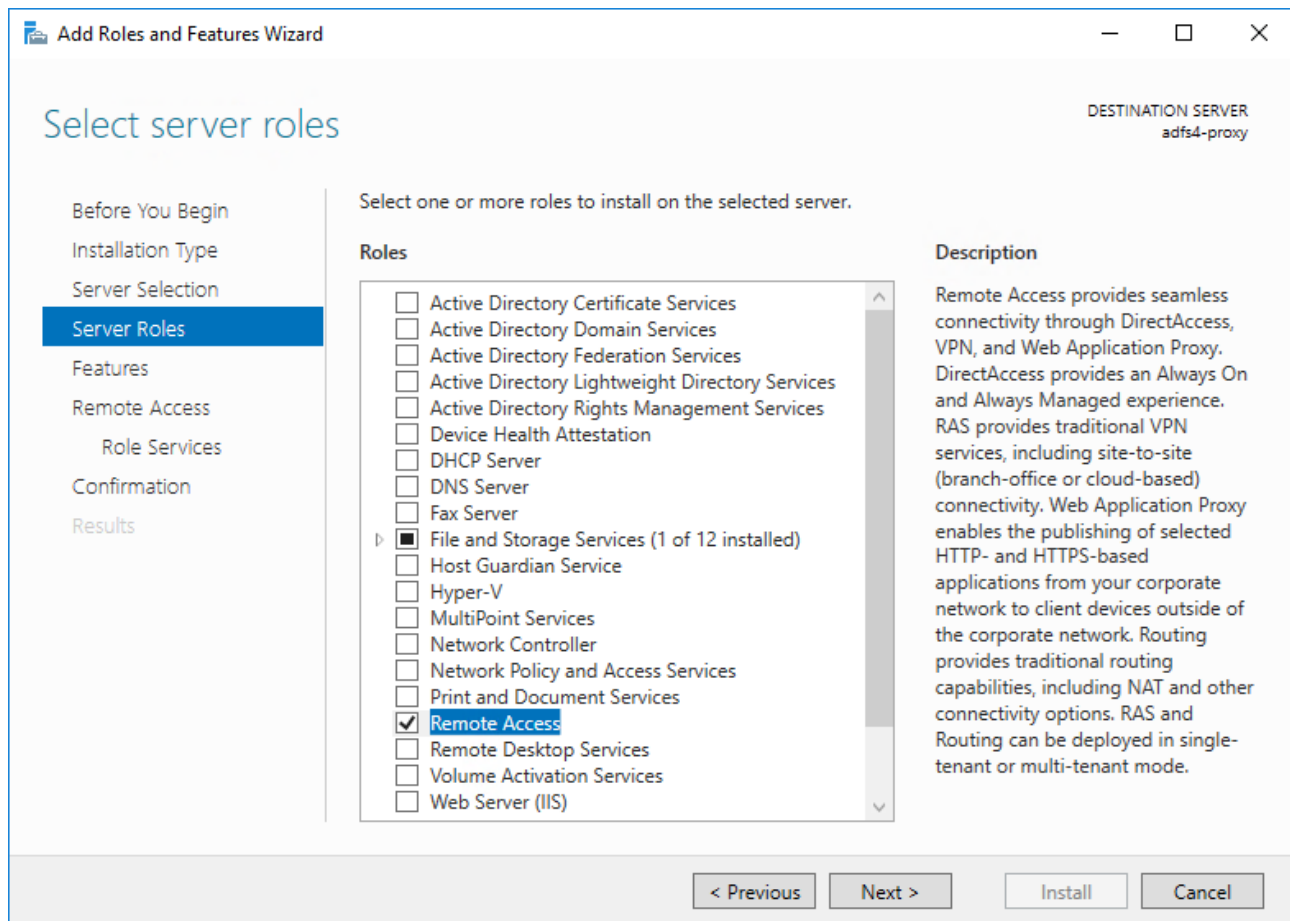 Add Roles and Features Wizard
Select server roles
DESTINATION SERVER
adfs4-proxy
Before You Begin
Installation Type
Server Selection
Server Roles
Features
Remote Access
Role Services
Confirmation
Results
Select one or more roles to install on the selected server.
Roles
Active Directory Certificate Services
Active Directory Domain Services
Active Directory Federation Services
Active Directory Lightweight Directory Services
Active Directory Rights Management Services
Device Health Attestation
DHCP Server
DNS Server
Fax Server
File and Storage Services (1 of 12 installed)
Host Guardian Service
Hyper-V
MultiPoint Services
Network Controller
Network Policy and Access Services
Print and Document Services
Remote Access
Remote Desktop Services
Volume Activation Services
Web Server (IIS)
Description
Remote Access provides seamless
connectivity through DirectAccess,
VPN, and Web Application Proxy.
DirectAccess provides an Always On
and Always Managed experience.
RAS provides traditional VPN
services, including site-to-site
(branch-office or cloud-based)
connectivity. Web Application Proxy
enables the publishing of selected
HTTP- and HTTPS-based
applications from your corporate
network to client devices outside of
the corporate network. Routing
provides traditional routing
capabilities, including NAT and other
connectivity options. RAS and
Routing can be deployed in single-
tenant or multi-tenant mode.
< Previous
Next >
Install
Cancel